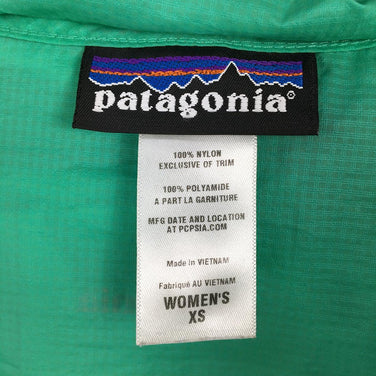 patagonia®
100% NYLON
EXCLUSIVE OF TRIM
100% POLYAMIDE
A PART LA GARNITURE
MFG DATE AND LOCATION
AT PCPSIA.COM
Made in VIETNAM
Fabriqué AU VIETNAM
WOMEN'S
XS